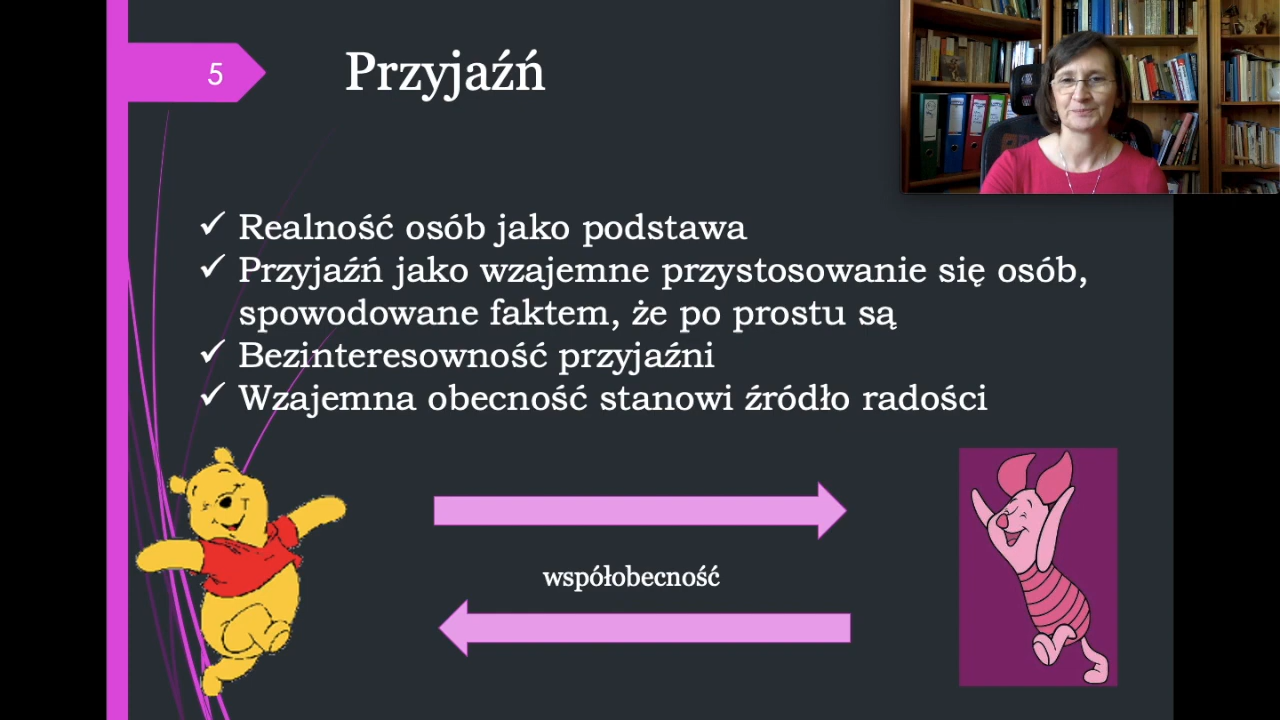 5
Przyjaźń
✓ Realność osób jako podstawa
✓ Przyjaźń jako wzajemne przystosowanie się osób,
spowodowane faktem, że po prostu są
✓ Bezinteresowność przyjaźni
✓ Wzajemna obecność stanowi źródło radości
współobecność